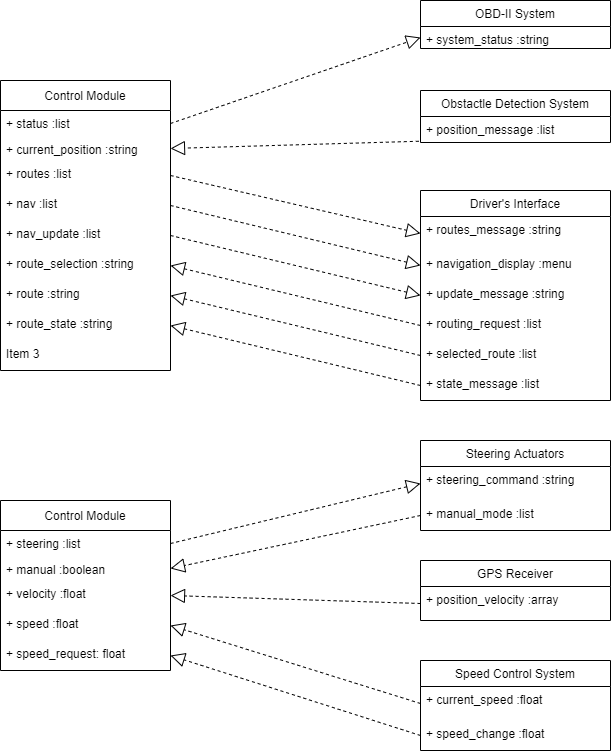 OBD-II System
+ system_status :string
Control Module
+ status :list
+ current_position :string
+ routes :list
+ nav :list
+ nav_update :list
+ route_selection :string
+ route :string
+ route_state :string
Item 3
Obstactle Detection System
+ position_message :list
Driver's Interface
+ routes_message :string
+ navigation_display :menu
+ update_message :string
+ routing_request :list
+ selected_route :list
+ state_message :list
Steering Actuators
+ steering_command :string
+ manual_mode :list
Control Module
+ steering :list
+ manual :boolean
+ velocity :float
+ speed :float
+ speed_request: float
GPS Receiver
+ position_velocity :array
Speed Control System
+ current_speed :float
+ speed_change :float